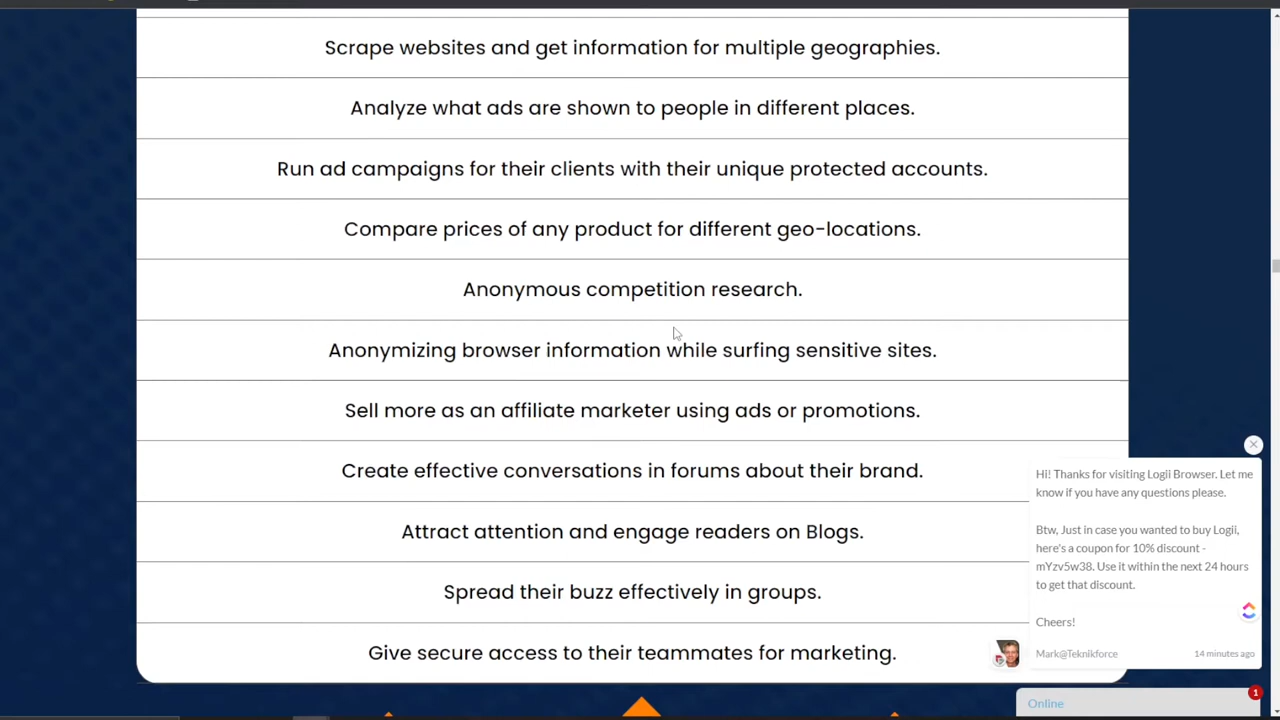 Scrape websites and get information for multiple geographies.
Analyze what ads are shown to people in different places.
Run ad campaigns for their clients with their unique protected accounts.
Compare prices of any product for different geo-locations.
Anonymous competition research.
Anonymizing browser information while surfing sensitive sites.
Sell more as an affiliate marketer using ads or promotions.
Create effective conversations in forums about their brand.
Attract attention and engage readers on Blogs.
Spread their buzz effectively in groups.
Give secure access to their teammates for marketing.
Hi! Thanks for visiting Logii Browser. Let me
know if you have any questions please.
Btw, Just in case you wanted to buy Logii,
here's a coupon for 10% discount -
mYzv5w38. Use it within the next 24 hours
to get that discount.
Cheers!
Mark@Teknikforce 14 minutes ago
1
Online